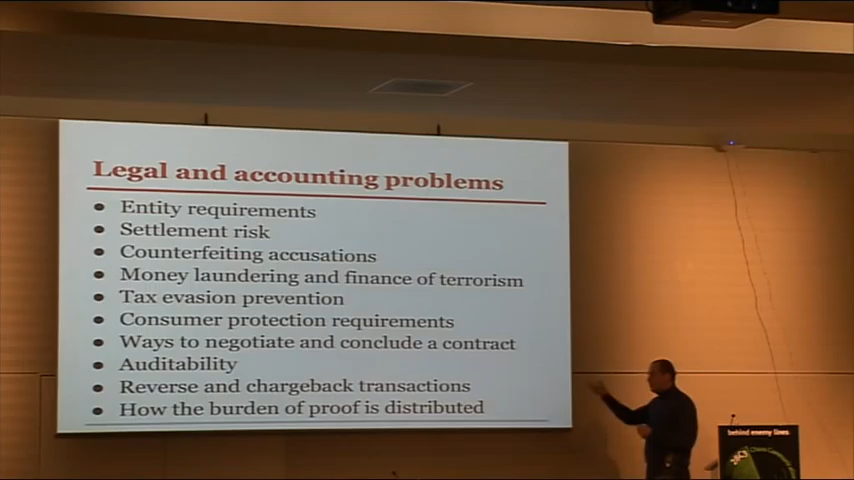 Legal and accounting problems
Entity requirements
Settlement risk
Counterfeiting accusations
Money laundering and finance of terrorism
Tax evasion prevention
Consumer protection requirements
Ways to negotiate and conclude a contract
Auditability
Reverse and chargeback transactions
How the burden of proof is distributed
behind enemy lines